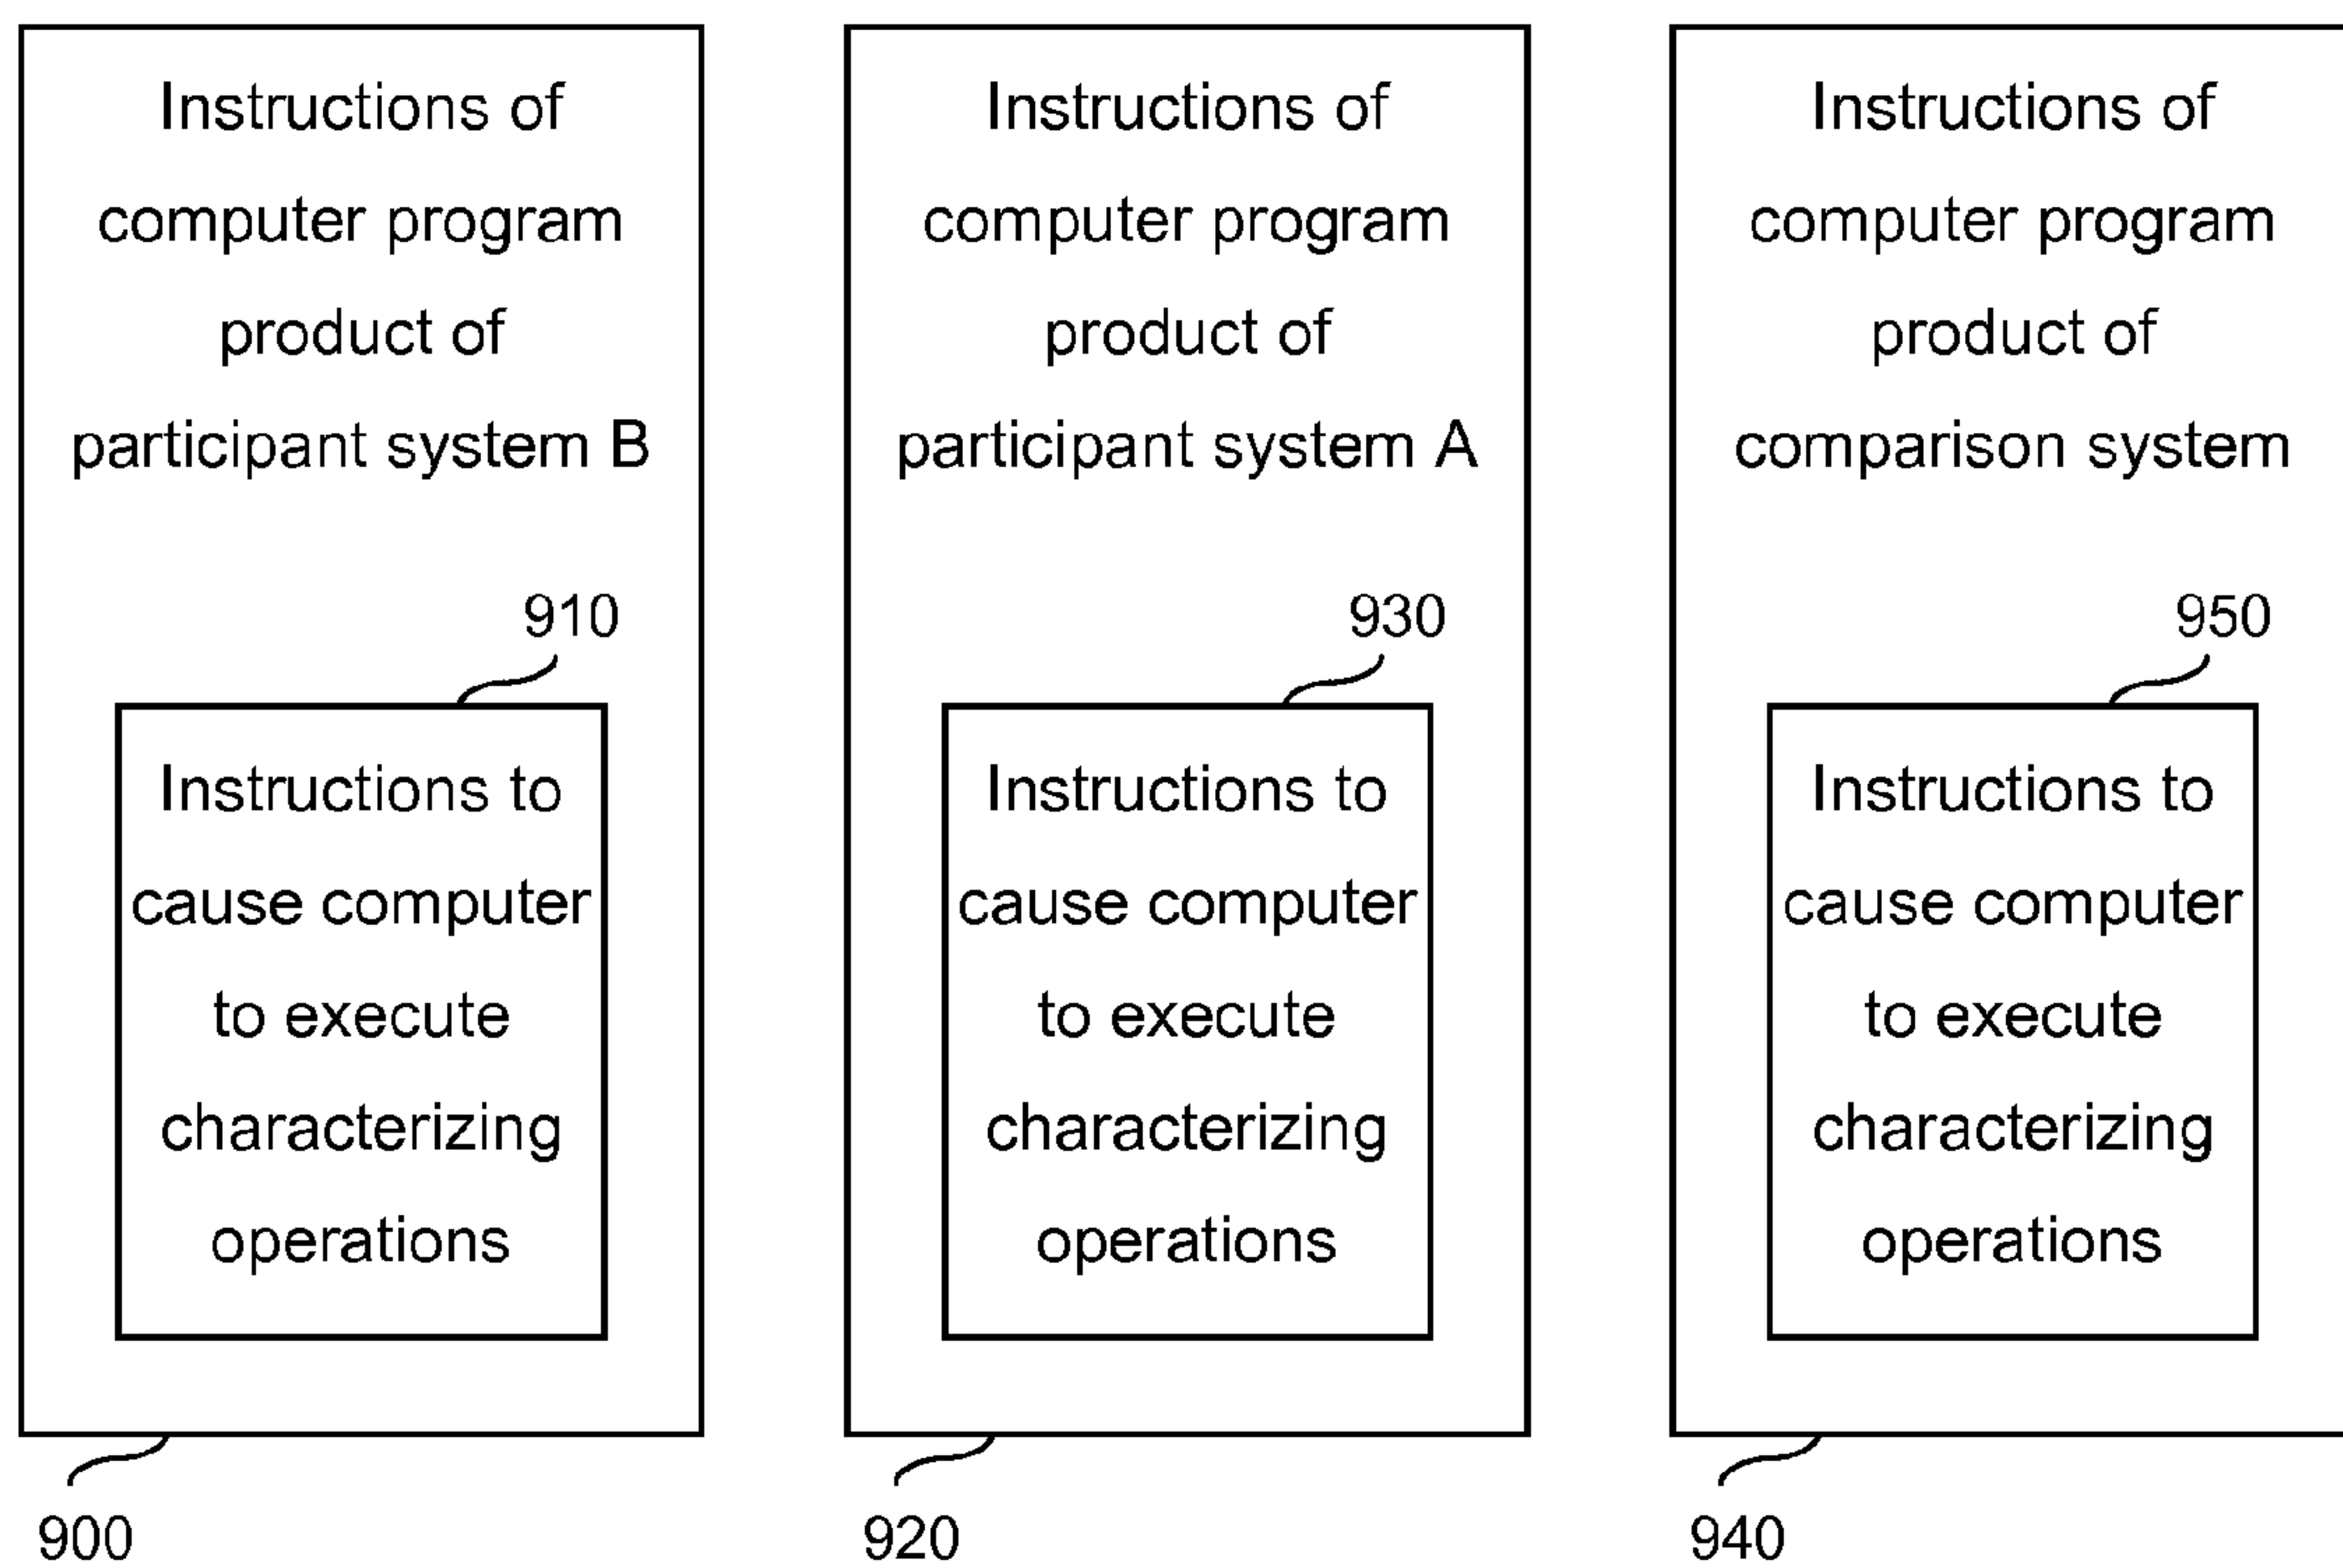 Instructions of
computer program
product of
participant system B
910
Instructions to
cause computer
to execute
characterizing
operations
900
Instructions of
computer program
product of
participant system A
930
Instructions to
cause computer
to execute
characterizing
operations
920
Instructions of
computer program
product of
comparison system
950
Instructions to
cause computer
to execute
characterizing
operations
940